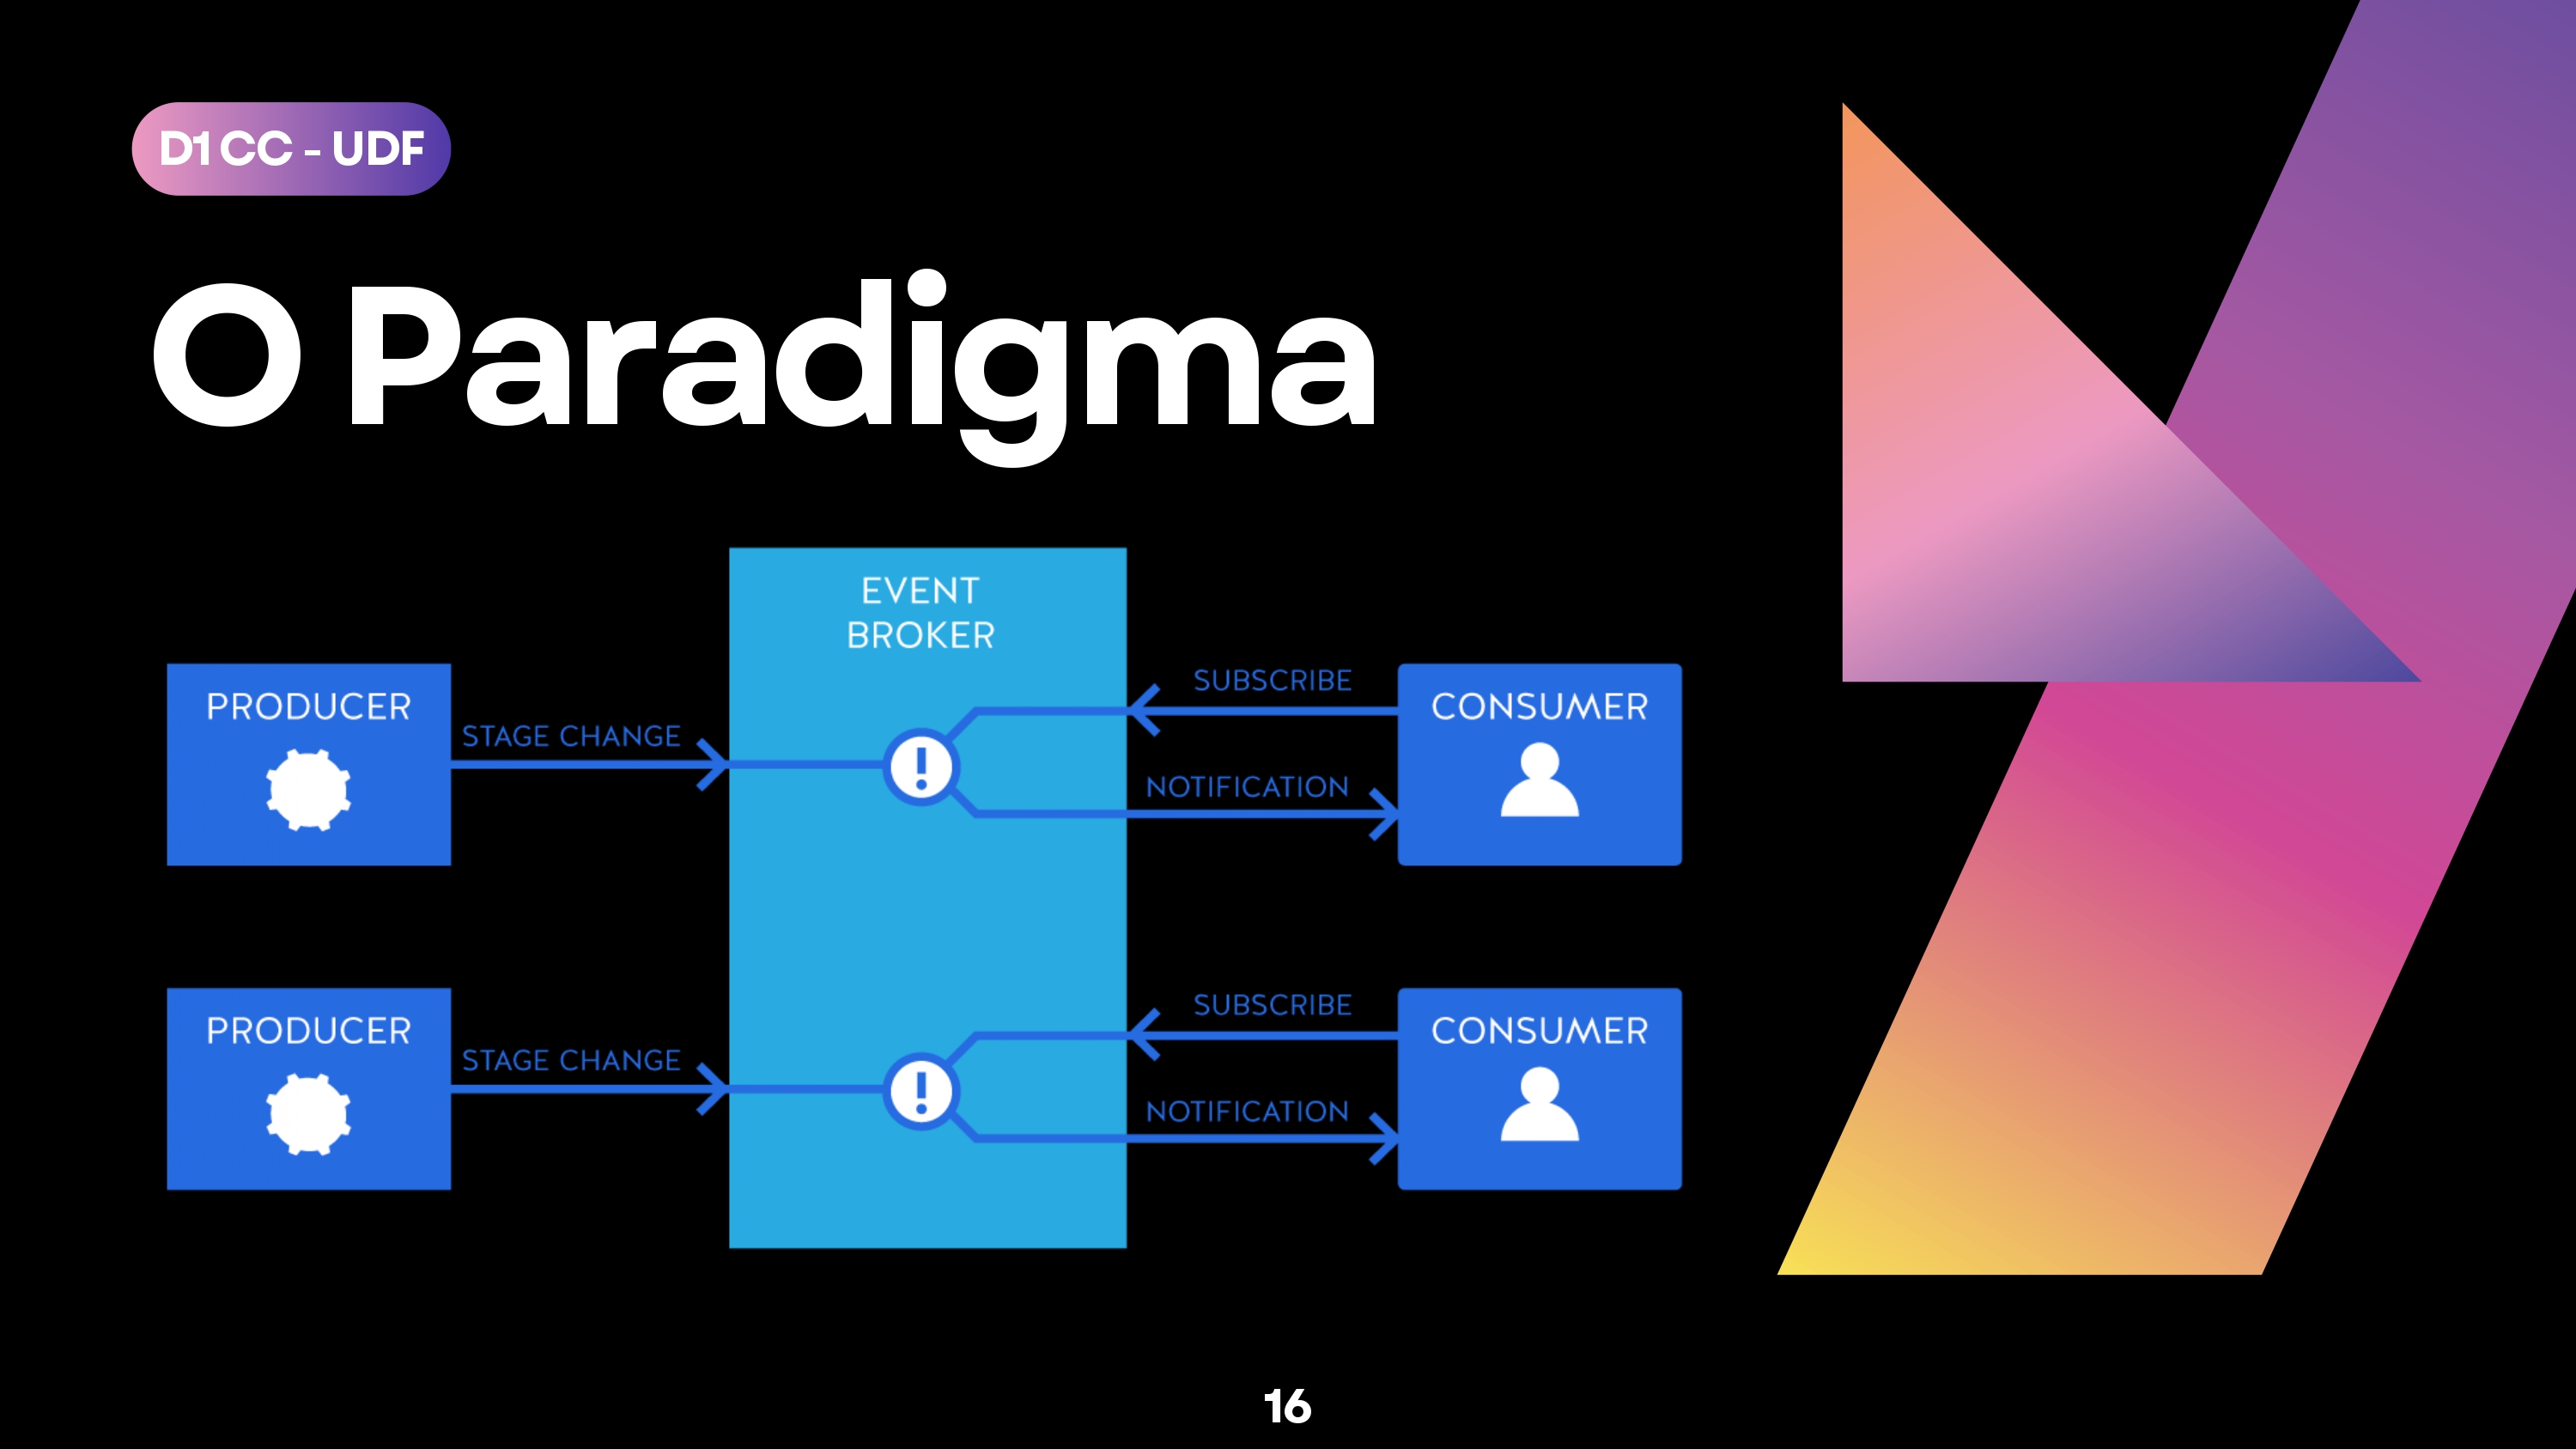 D1 CC - UDF
O Paradigma
EVENT
BROKER
PRODUCER
STAGE CHANGE
SUBSCRIBE
NOTIFICATION
CONSUMER
PRODUCER
STAGE CHANGE
SUBSCRIBE
NOTIFICATION
CONSUMER
16